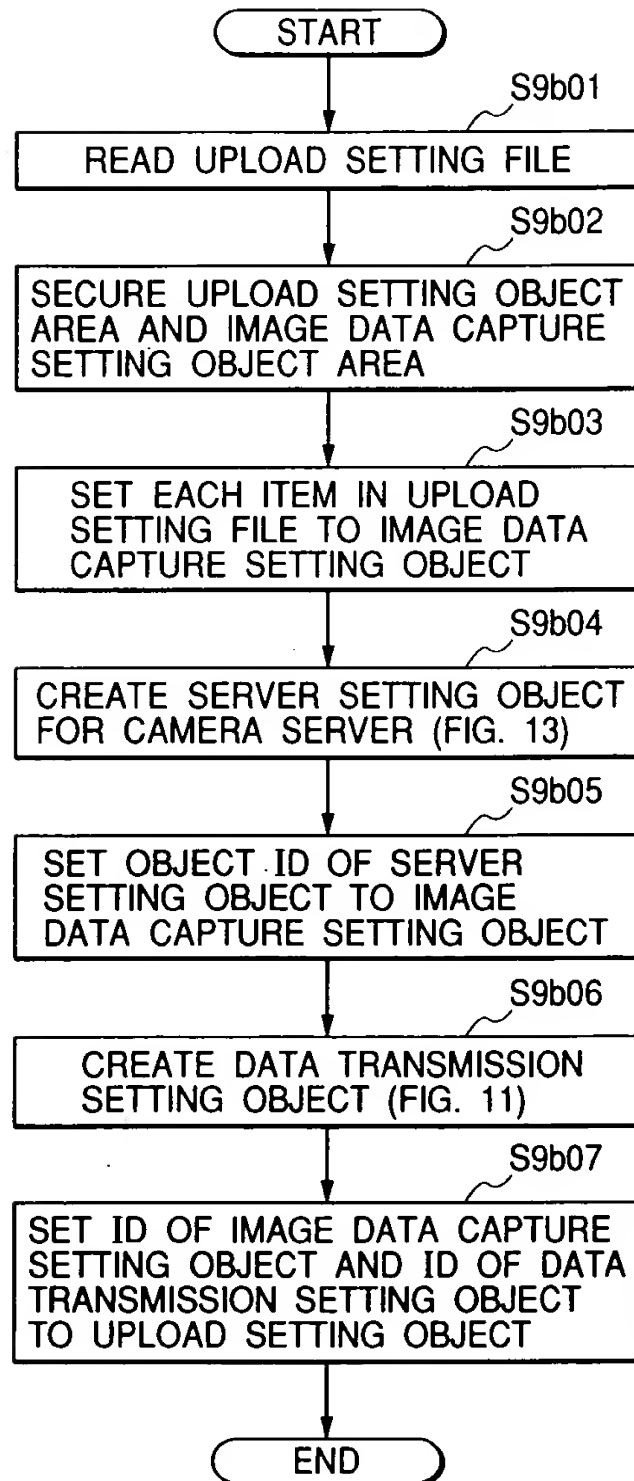 START
S9b01
READ UPLOAD SETTING FILE
S9b02
SECURE UPLOAD SETTING OBJECT
AREA AND IMAGE DATA CAPTURE
SETTING OBJECT AREA
S9b03
SET EACH ITEM IN UPLOAD
SETTING FILE TO IMAGE DATA
CAPTURE SETTING OBJECT
S9b04
CREATE SERVER SETTING OBJECT
FOR CAMERA SERVER (FIG. 13)
S9b05
SET OBJECT ID OF SERVER
SETTING OBJECT TO IMAGE
DATA CAPTURE SETTING OBJECT
S9b06
CREATE DATA TRANSMISSION
SETTING OBJECT (FIG. 11)
S9b07
SET ID OF IMAGE DATA CAPTURE
SETTING OBJECT AND ID OF DATA
TRANSMISSION SETTING OBJECT
TO UPLOAD SETTING OBJECT
END